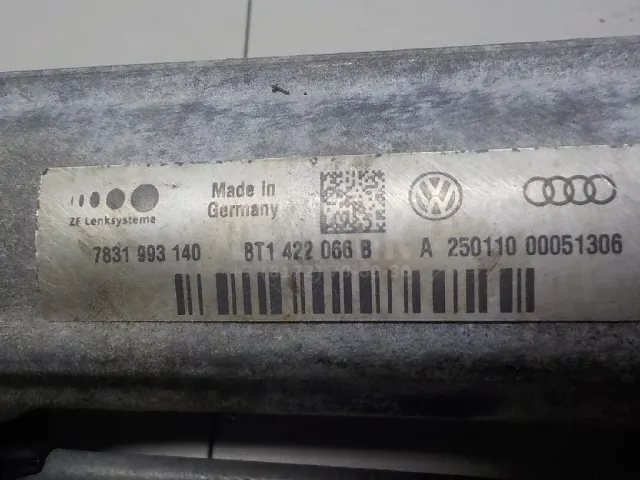 ZF Lenksysteme
Made in
Germany
7831 993 140 8T1 422 066 B A 250110 00051306